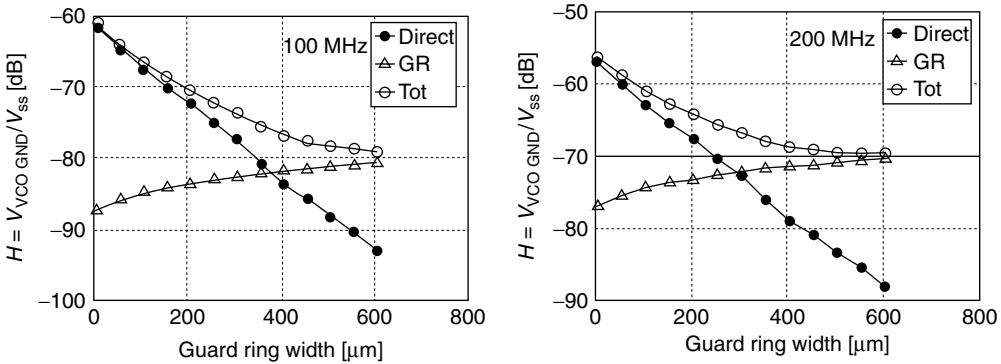 −60
−70
−80
−90
−100
H = V_VCO GND/V_ss [dB]
100 MHz
Direct
GR
Tot
0
200
400
600
800
Guard ring width [μm]
−50
−60
−70
−80
−90
H = V_VCO GND/V_ss [dB]
200 MHz
Direct
GR
Tot
0
200
400
600
800
Guard ring width [μm]